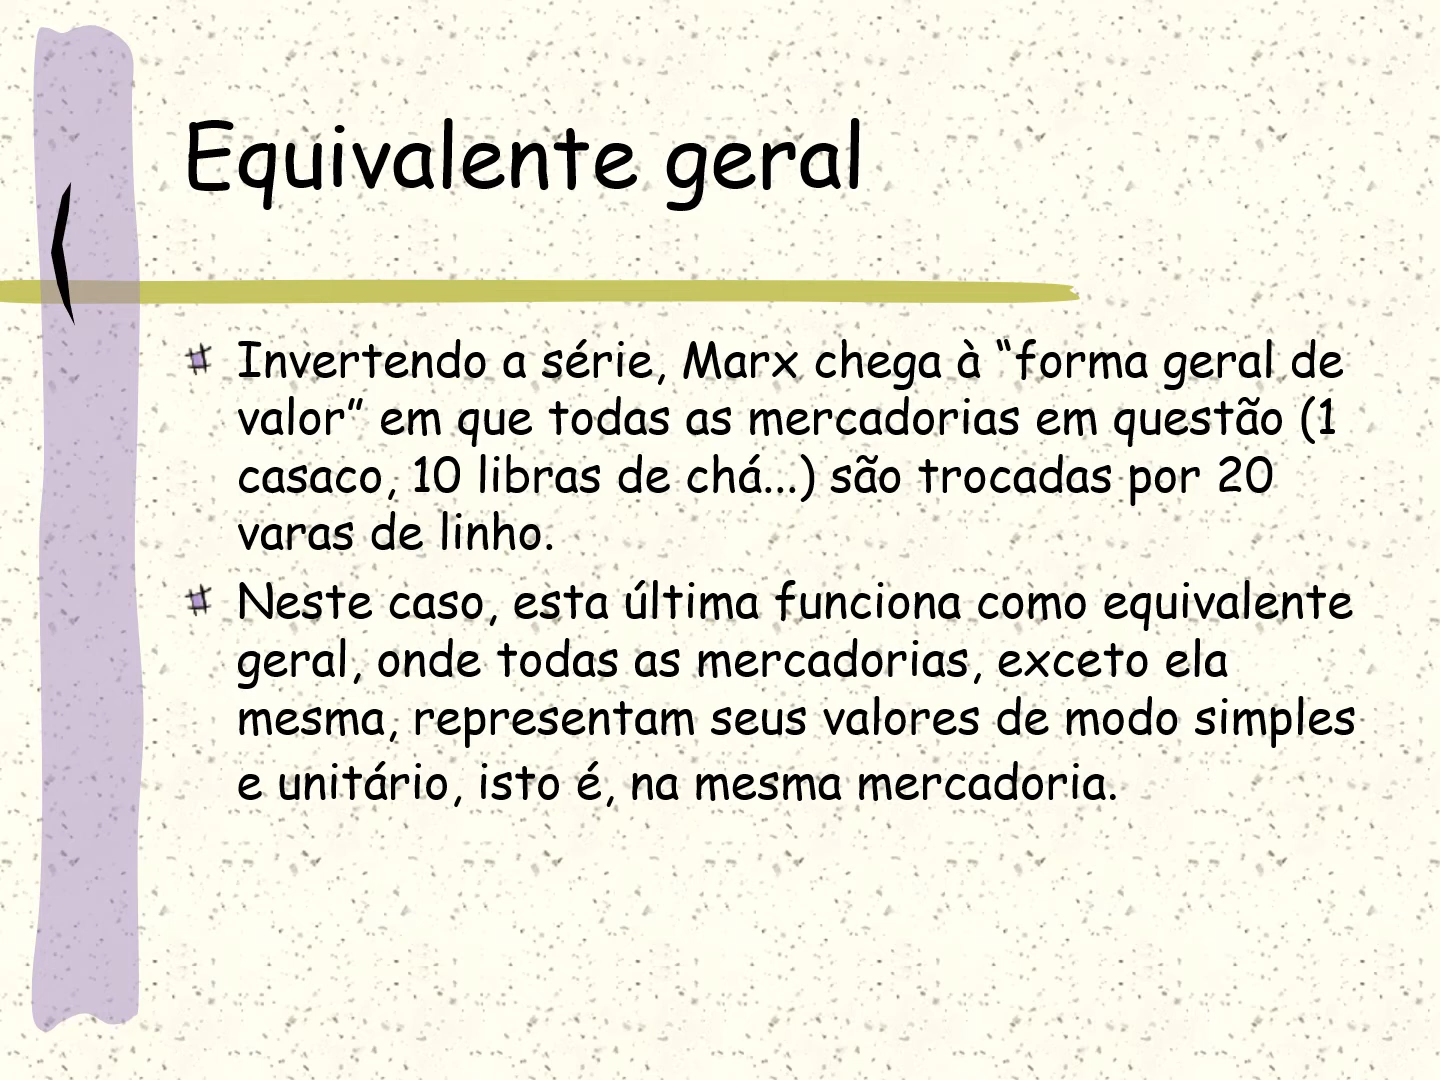 Equivalente geral
Invertendo a série, Marx chega à “forma geral de
valor” em que todas as mercadorias em questão (1
casaco, 10 libras de chá...) são trocadas por 20
varas de linho.
Neste caso, esta última funciona como equivalente
geral, onde todas as mercadorias, exceto ela
mesma, representam seus valores de modo simples
e unitário, isto é, na mesma mercadoria.